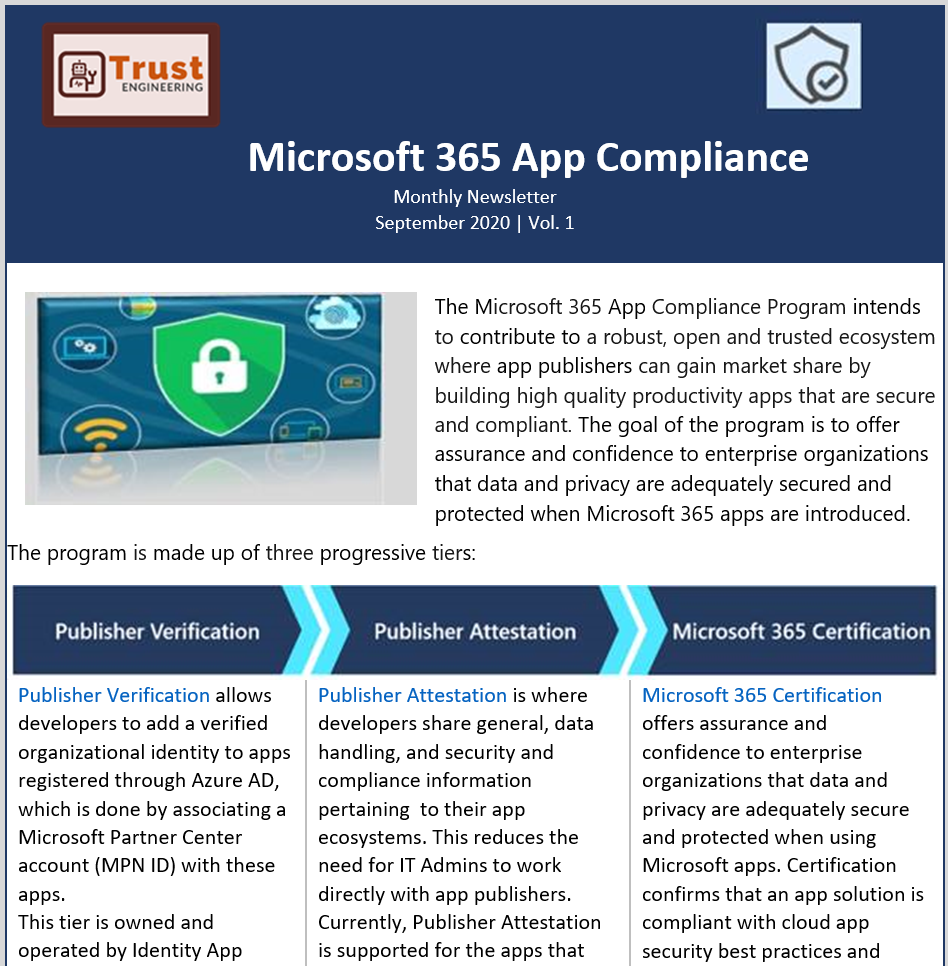 Trust
ENGINEERING
Microsoft 365 App Compliance
Monthly Newsletter
September 2020 | Vol. 1
The Microsoft 365 App Compliance Program intends
to contribute to a robust, open and trusted ecosystem
where app publishers can gain market share by
building high quality productivity apps that are secure
and compliant. The goal of the program is to offer
assurance and confidence to enterprise organizations
that data and privacy are adequately secured and
protected when Microsoft 365 apps are introduced.
The program is made up of three progressive tiers:
Publisher Verification
Publisher Attestation
Microsoft 365 Certification
Publisher Verification allows
developers to add a verified
organizational identity to apps
registered through Azure AD,
which is done by associating a
Microsoft Partner Center
account (MPN ID) with these
apps.
This tier is owned and
operated by Identity App
Publisher Attestation is where
developers share general, data
handling, and security and
compliance information
pertaining  to their app
ecosystems. This reduces the
need for IT Admins to work
directly with app publishers.
Currently, Publisher Attestation
is supported for the apps that
Microsoft 365 Certification
offers assurance and
confidence to enterprise
organizations that data and
privacy are adequately secure
and protected when using
Microsoft apps. Certification
confirms that an app solution is
compliant with cloud app
security best practices and